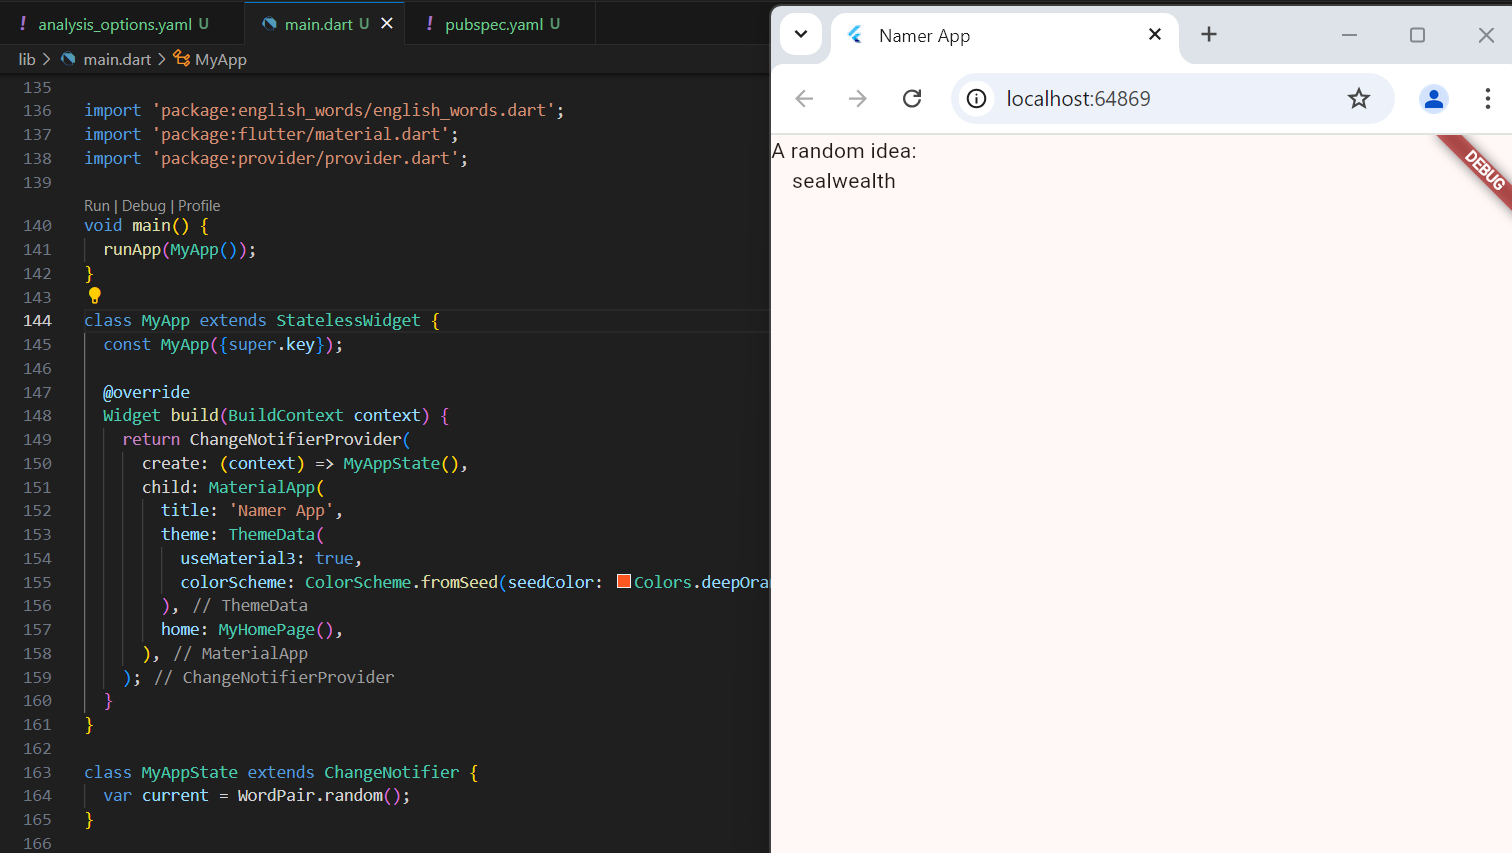 ! analysis_options.yaml U
main.dart U
! pubspec.yaml U
lib > main.dart > MyApp
135
136 import 'package:english_words/english_words.dart';
137 import 'package:flutter/material.dart';
138 import 'package:provider/provider.dart';
139
Run | Debug | Profile
140 void main() {
141 runApp(MyApp());
142 }
143
144 class MyApp extends StatelessWidget {
145 const MyApp({super.key});
146
147 @override
148 Widget build(BuildContext context) {
149 return ChangeNotifierProvider(
150 create: (context) => MyAppState(),
151 child: MaterialApp(
152 title: 'Namer App',
153 theme: ThemeData(
154 useMaterial3: true,
155 colorScheme: ColorScheme.fromSeed(seedColor: Colors.deepOra
156 ), // ThemeData
157 home: MyHomePage(),
158 ), // MaterialApp
159 ); // ChangeNotifierProvider
160 }
161 }
162
163 class MyAppState extends ChangeNotifier {
164 var current = WordPair.random();
165 }
166
Namer App
localhost:64869
A random idea:
sealwealth
DEBUG